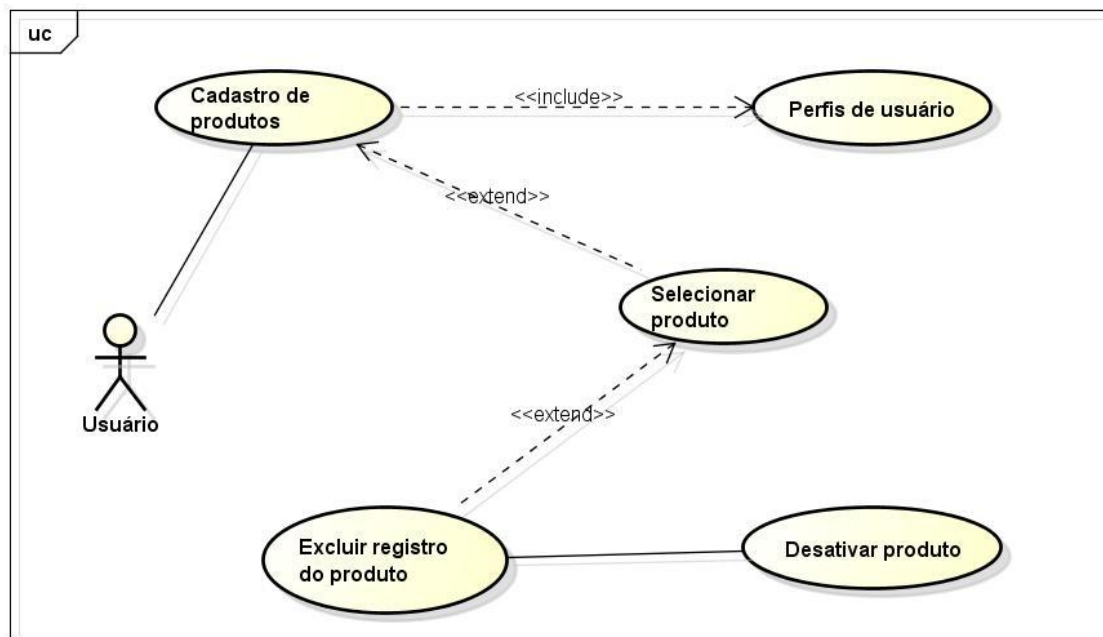 uc
Cadastro de
produtos
<<include>>
Perfis de usuário
<<extend>>
Selecionar
produto
<<extend>>
Usuário
Excluir registro
do produto
Desativar produto